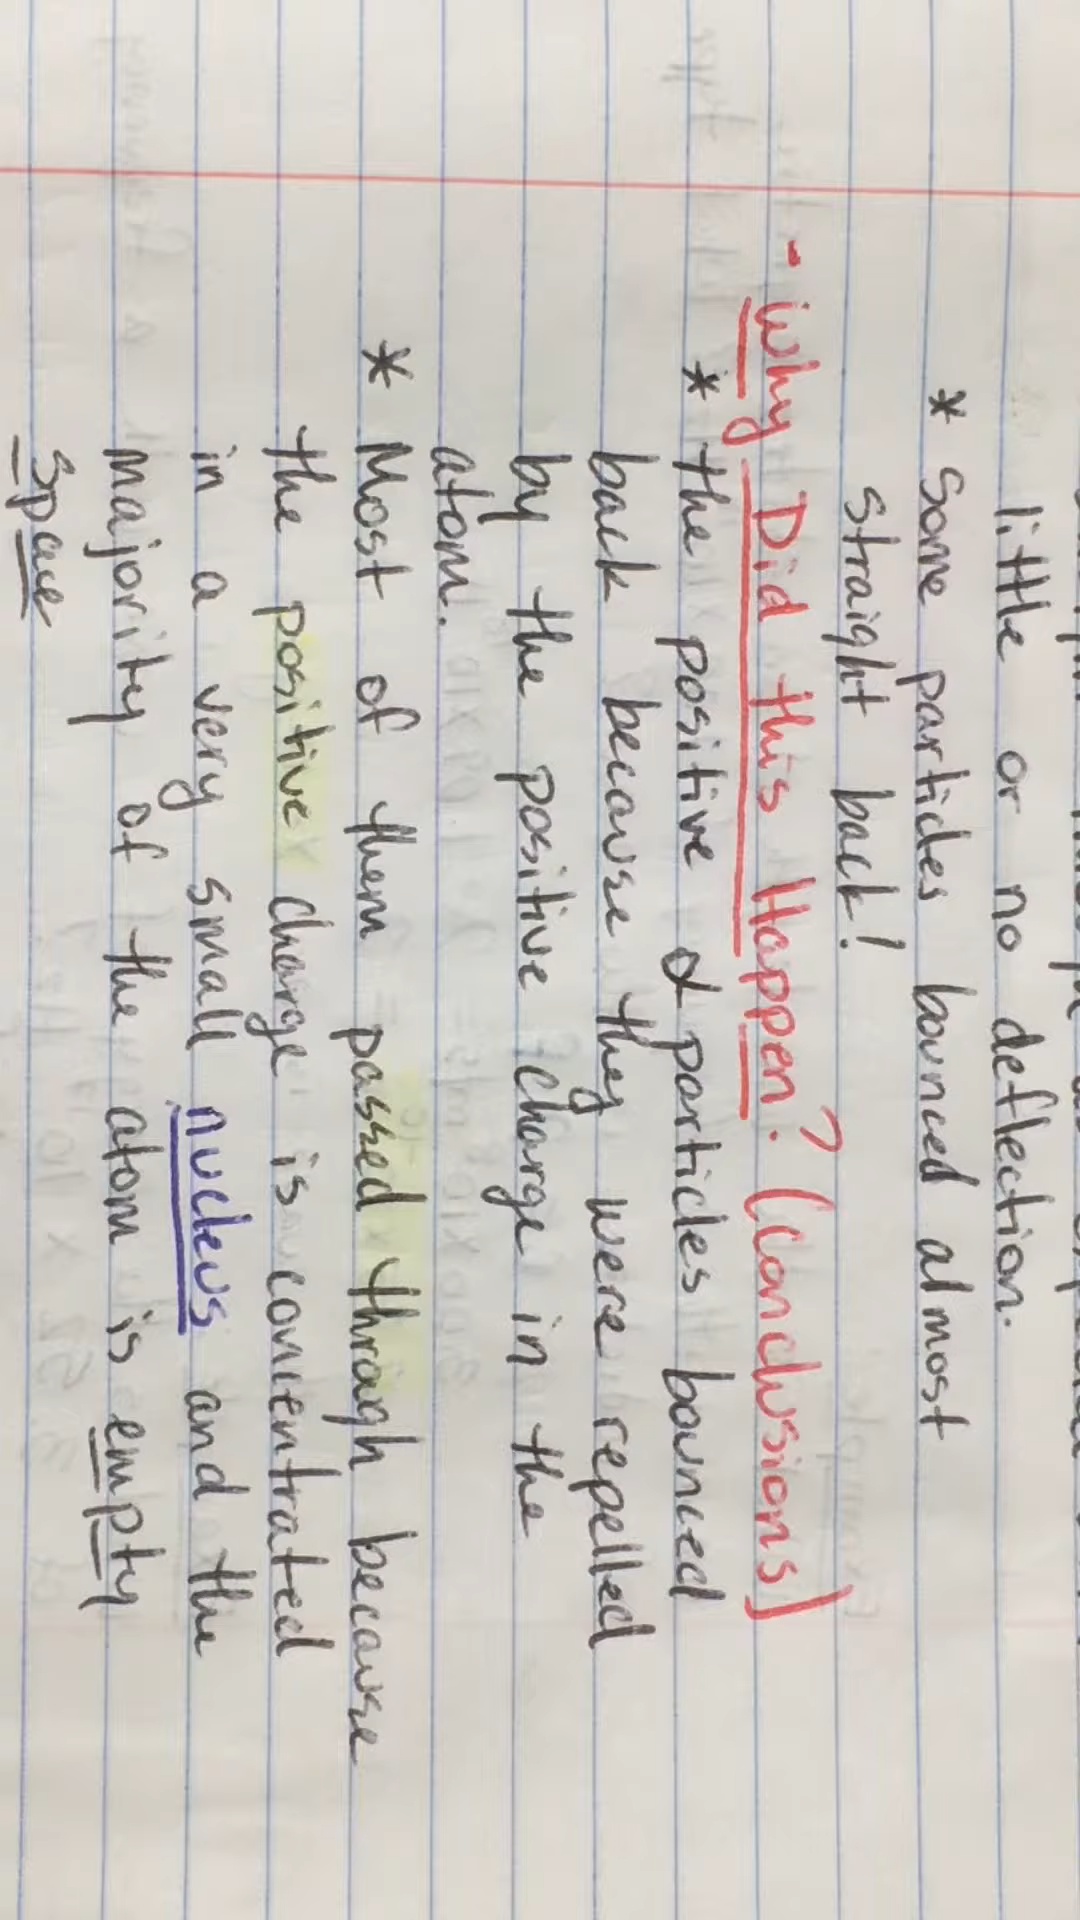 little or no deflection.
* Some particles bounced almost
straight back!
- Why Did this Happen? (conclusions)
* the positive α particles bounced
back because they were repelled
by the positive charge in the
atom.
* Most of them passed through because
the positive charge is concentrated
in a very small nucleus and the
majority of the atom is empty
space